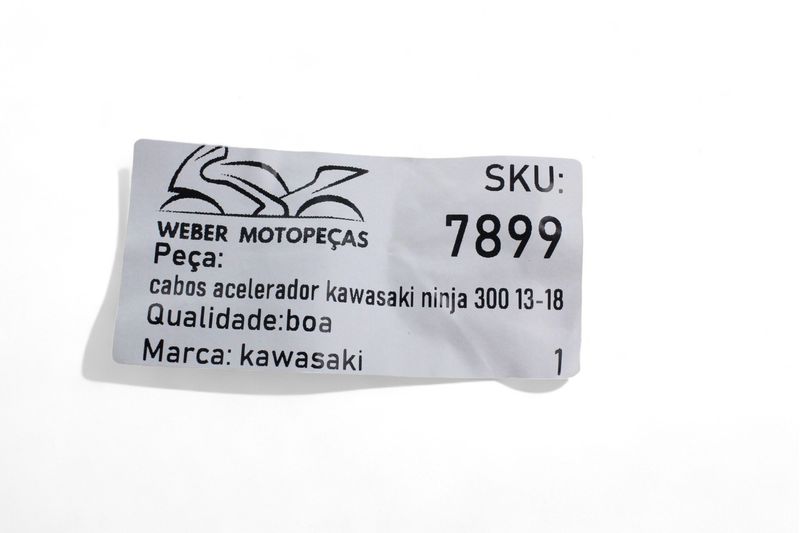 WEBER MOTOPEÇAS
SKU:
7899
Peça:
cabos acelerador kawasaki ninja 300 13-18
Qualidade:boa
Marca: kawasaki
1